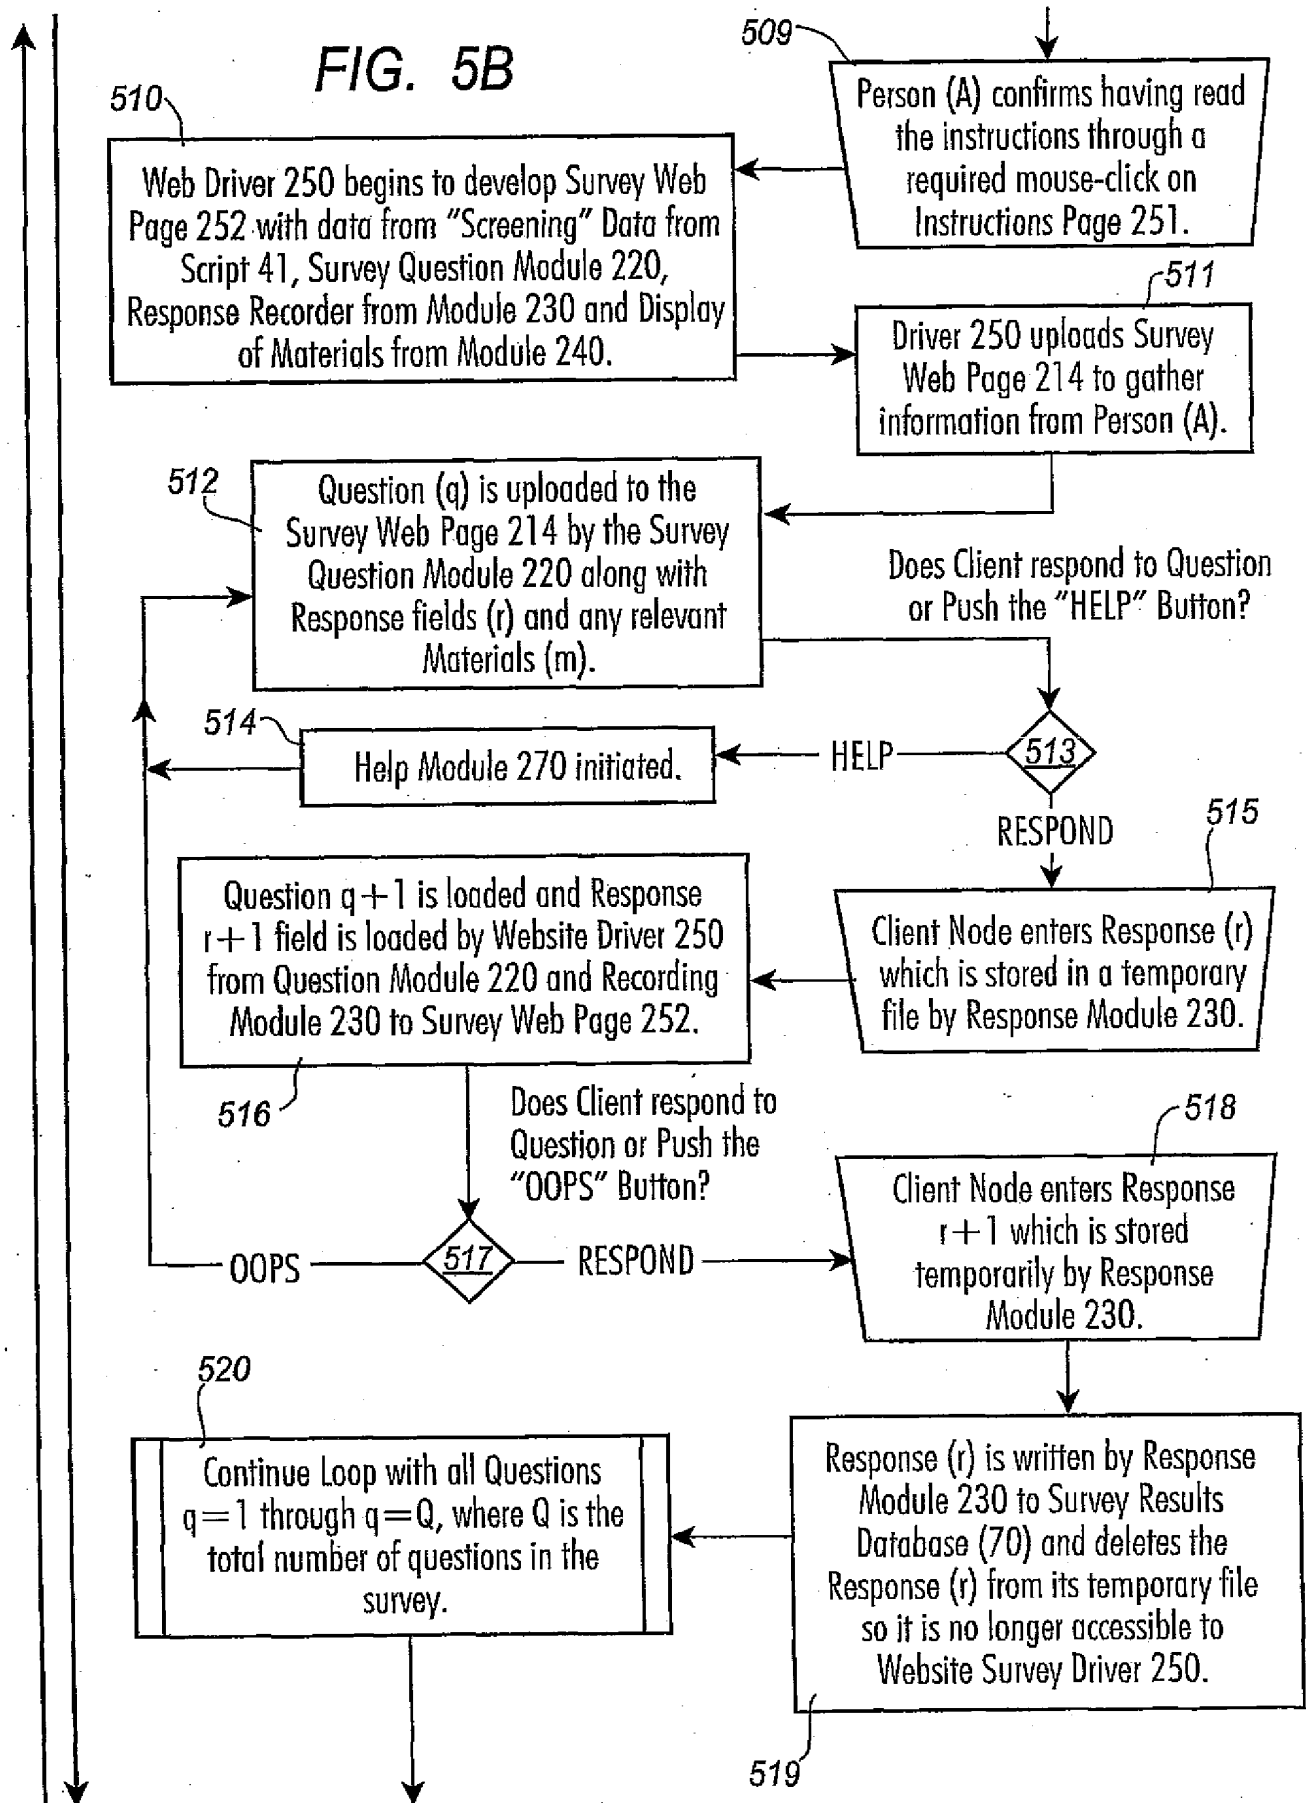 FIG. 5B
509
Person (A) confirms having read
the instructions through a
required mouse-click on
Instructions Page 251.
510
Web Driver 250 begins to develop Survey Web
Page 252 with data from "Screening" Data from
Script 41, Survey Question Module 220,
Response Recorder from Module 230 and Display
of Materials from Module 240.
511
Driver 250 uploads Survey
Web Page 214 to gather
information from Person (A).
512
Question (q) is uploaded to the
Survey Web Page 214 by the Survey
Question Module 220 along with
Response fields (r) and any relevant
Materials (m).
Does Client respond to Question
or Push the "HELP" Button?
513
HELP
514
Help Module 270 initiated.
RESPOND
515
Client Node enters Response (r)
which is stored in a temporary
file by Response Module 230.
Question q+1 is loaded and Response
r+1 field is loaded by Website Driver 250
from Question Module 220 and Recording
Module 230 to Survey Web Page 252.
516
Does Client respond to
Question or Push the
"OOPS" Button?
517
OOPS
RESPOND
518
Client Node enters Response
r+1 which is stored
temporarily by Response
Module 230.
Response (r) is written by Response
Module 230 to Survey Results
Database (70) and deletes the
Response (r) from its temporary file
so it is no longer accessible to
Website Survey Driver 250.
519
520
Continue Loop with all Questions
q=1 through q=Q, where Q is the
total number of questions in the
survey.